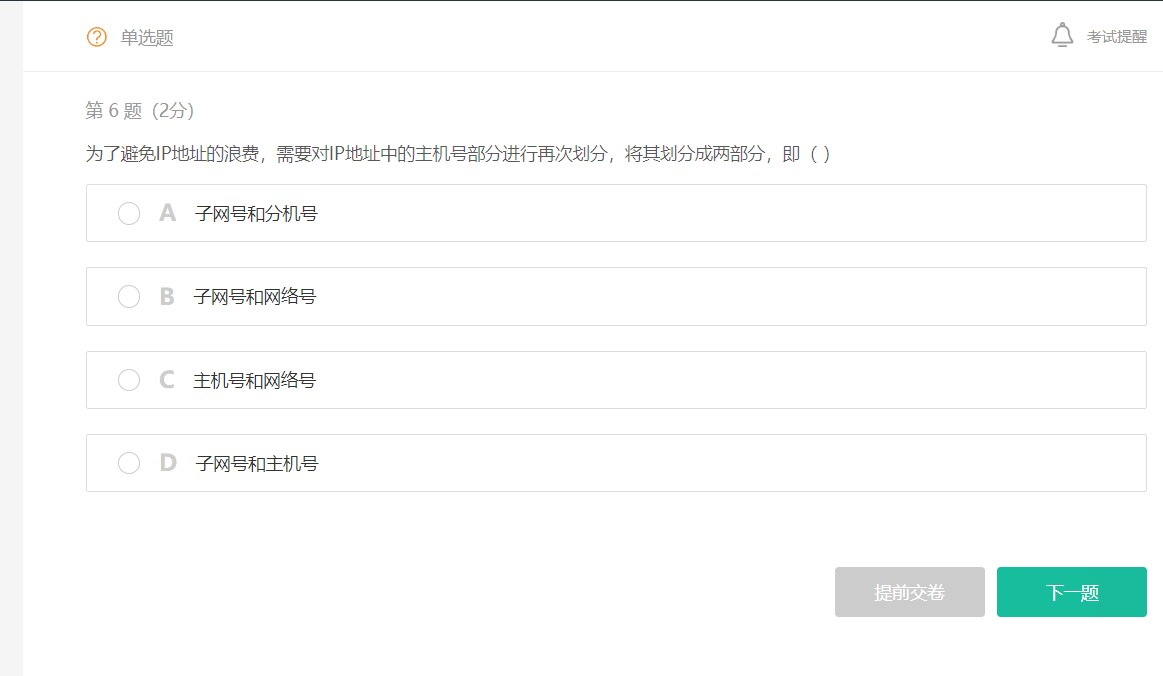 单选题
考试提醒
第 6 题（2分）
为了避免IP地址的浪费，需要对IP地址中的主机号部分进行再次划分，将其划分成两部分，即（ ）
A 子网号和分机号
B 子网号和网络号
C 主机号和网络号
D 子网号和主机号
提前交卷
下一题